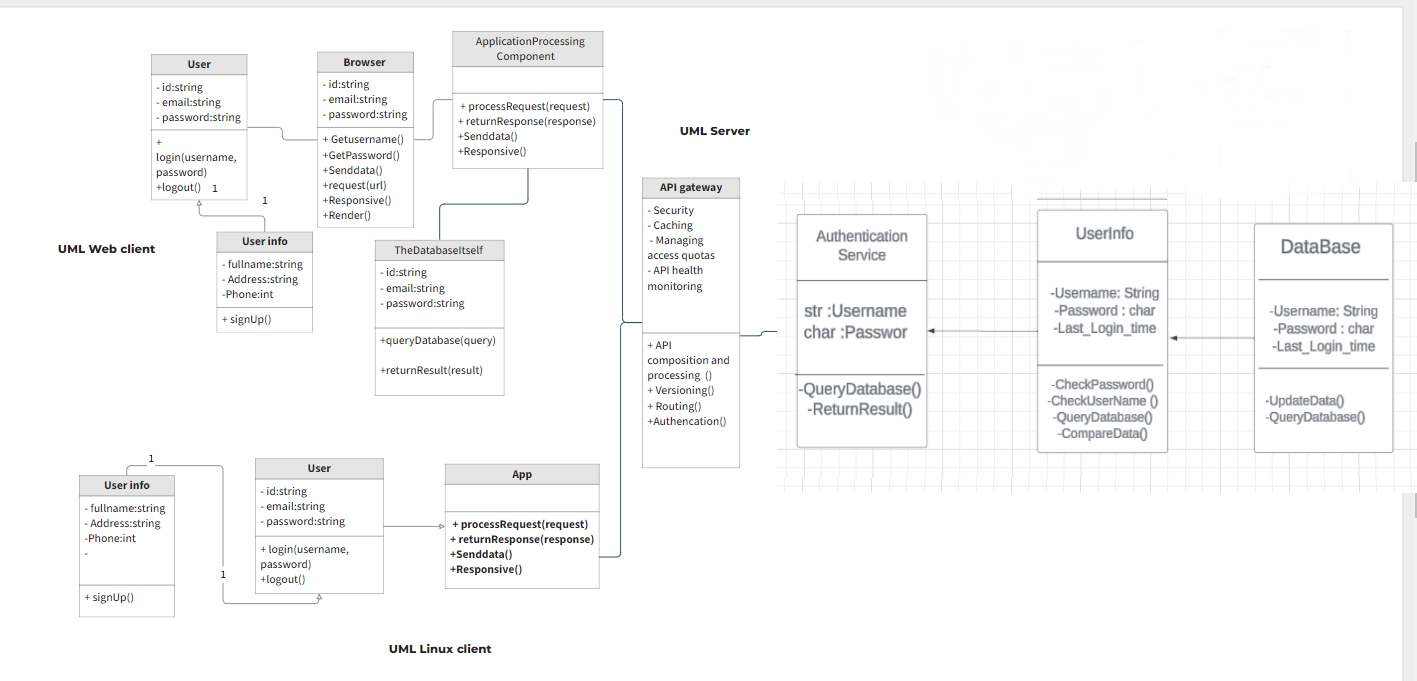 User
- id:string
- email:string
- password:string
+
login(username,
password)
+logout()
1
1
User info
- fullname:string
- Address:string
-Phone:int
+ signUp()
UML Web client
Browser
- id:string
- email:string
- password:string
+ Getusername()
+GetPassword()
+Senddata()
+request(url)
+Responsive()
+Render()
ApplicationProcessing
Component
+ processRequest(request)
+ returnResponse(response)
+Senddata()
+Responsive()
TheDatabaseItself
- id:string
- email:string
- password:string
+queryDatabase(query)
+returnResult(result)
UML Server
API gateway
- Security
- Caching
- Managing
access quotas
- API health
monitoring
+ API
composition and
processing ()
+ Versioning()
+ Routing()
+Authencation()
Authentication
Service
str :Username
char :Passwor
-QueryDatabase()
-ReturnResult()
UserInfo
-Username: String
-Password : char
-Last_Login_time
-CheckPassword()
-CheckUserName ()
-QueryDatabase()
-CompareData()
DataBase
-Username: String
-Password : char
-Last_Login_time
-UpdateData()
-QueryDatabase()
1
User info
- fullname:string
- Address:string
-Phone:int
-
+ signUp()
1
User
- id:string
- email:string
- password:string
+ login(username,
password)
+logout()
App
+ processRequest(request)
+ returnResponse(response)
+Senddata()
+Responsive()
UML Linux client